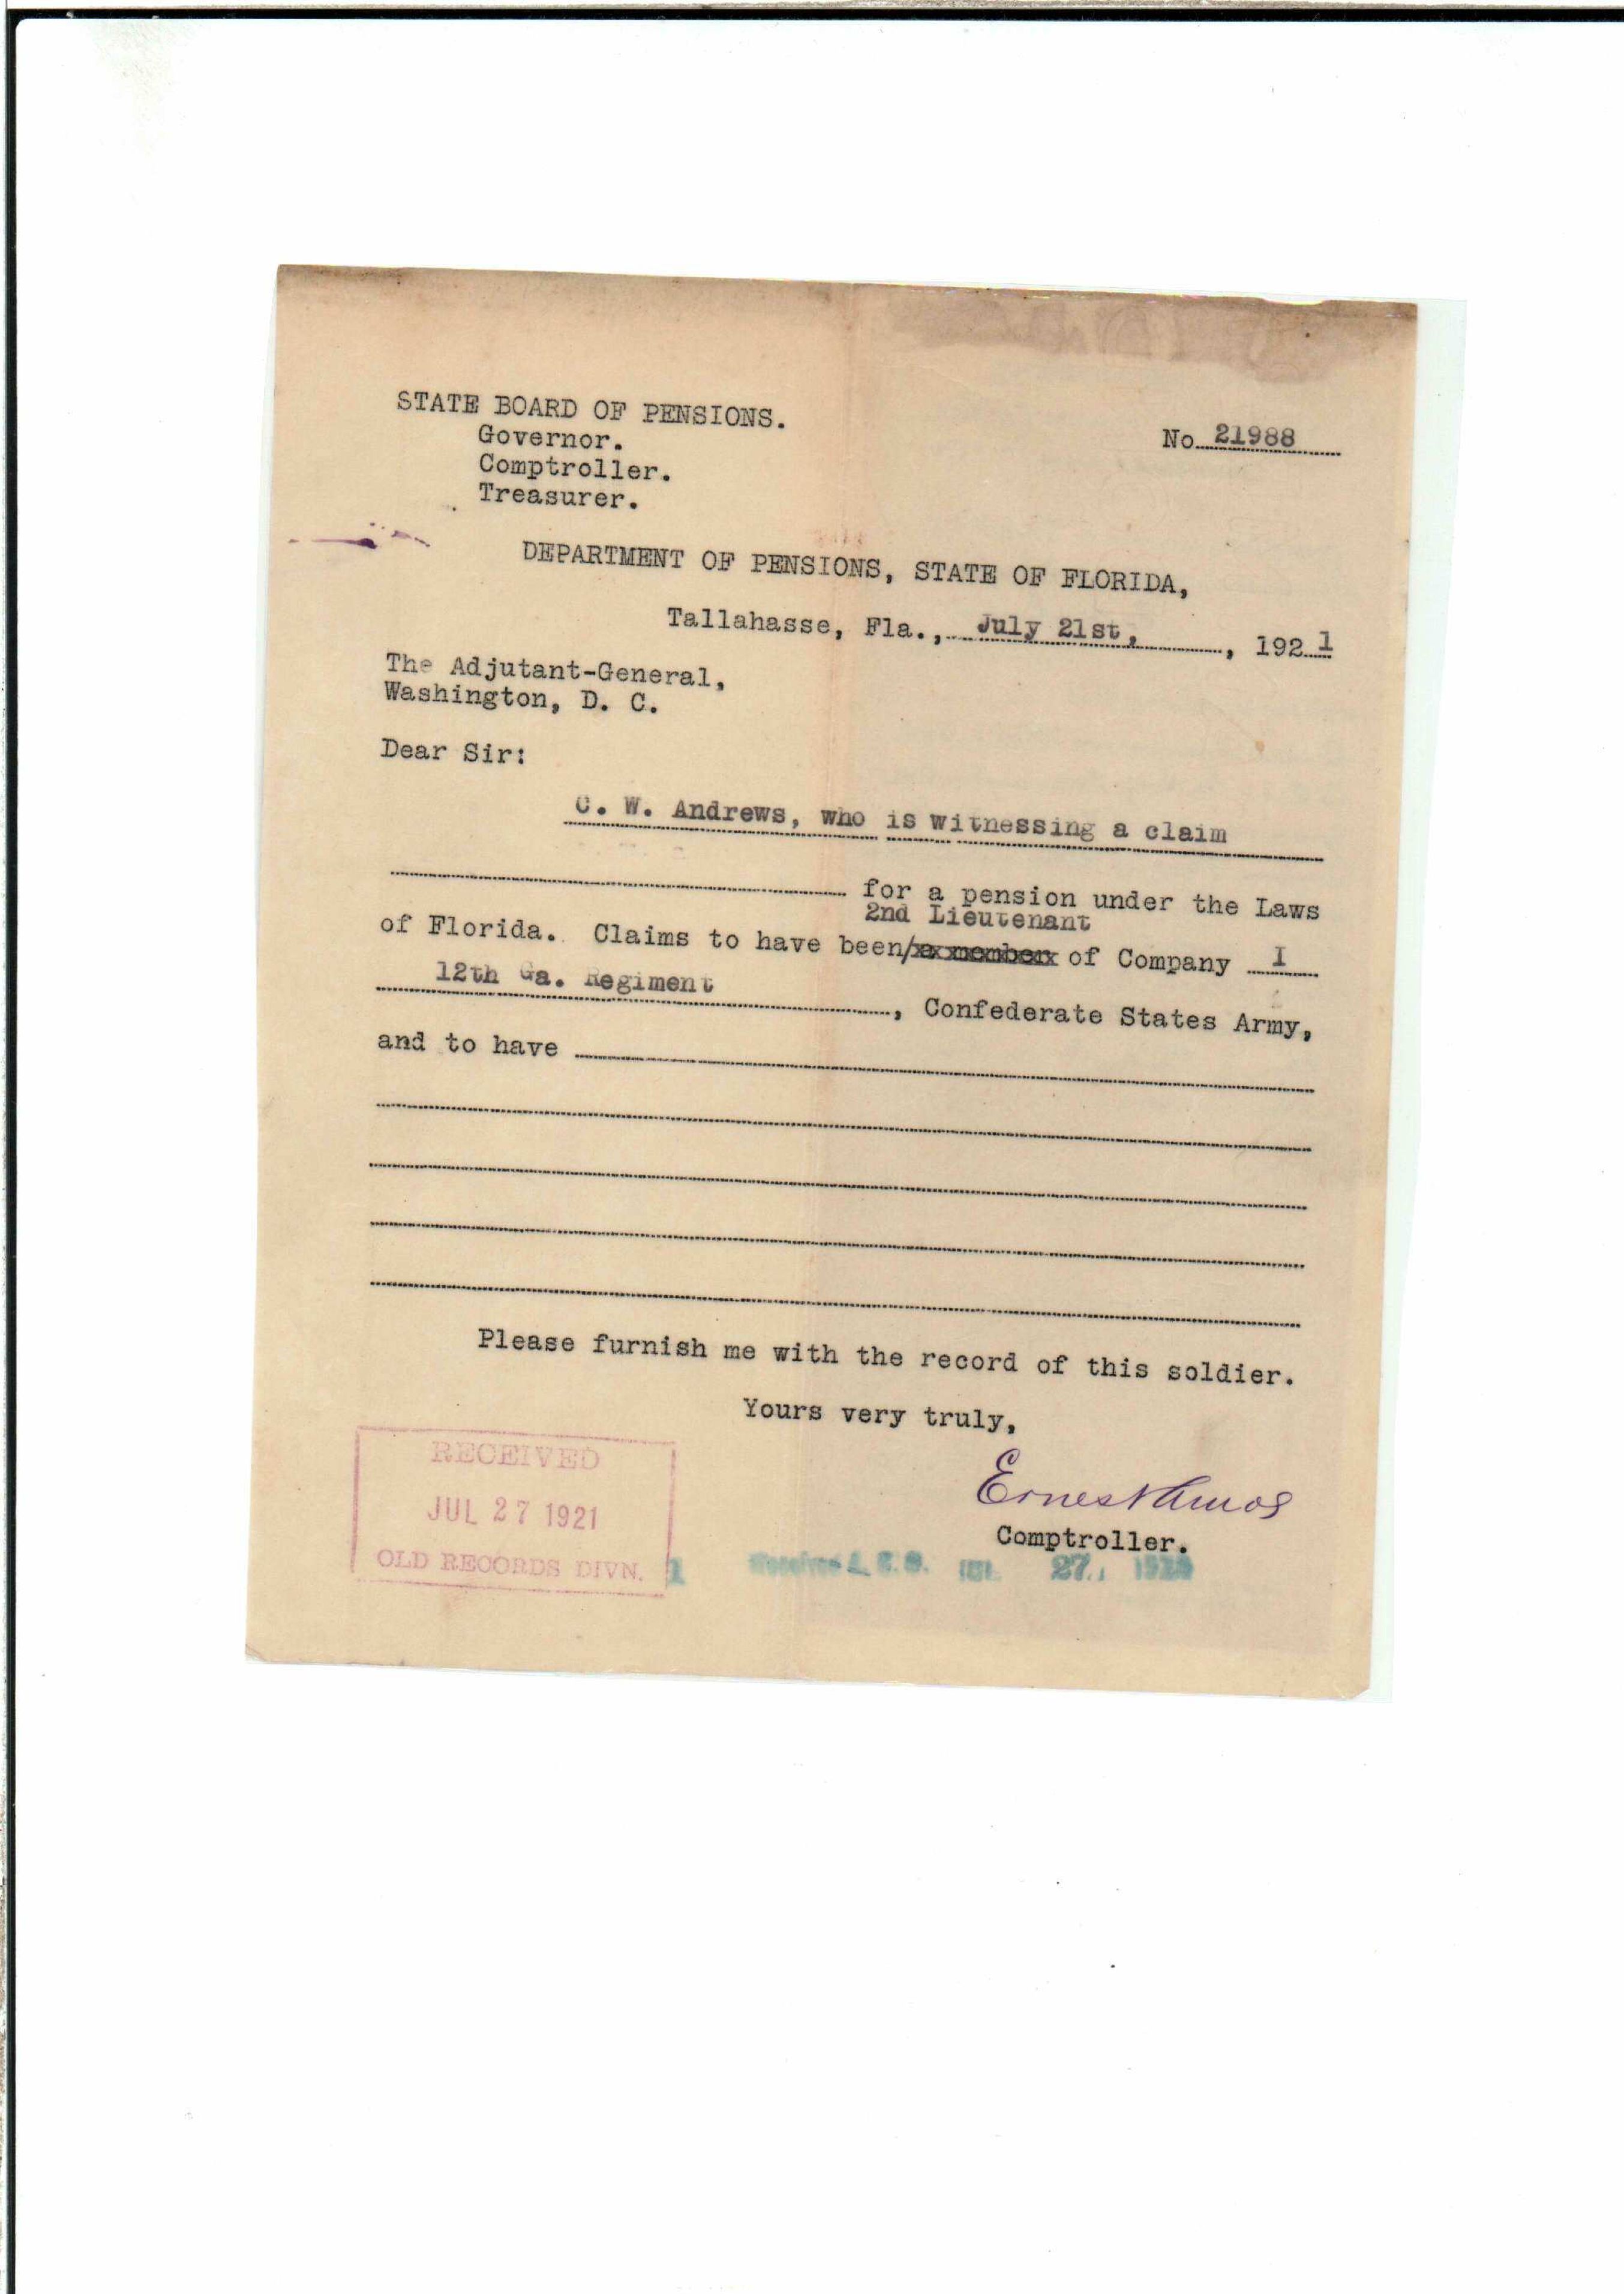 STATE BOARD OF PENSIONS.
Governor.
Comptroller.
Treasurer.
No 21988
DEPARTMENT OF PENSIONS, STATE OF FLORIDA,
Tallahasse, Fla., July 21st, , 1921
The Adjutant-General,
Washington, D. C.
Dear Sir:
C. W. Andrews, who is witnessing a claim
for a pension under the Laws
2nd Lieutenant
of Florida. Claims to have been/a member of Company I
12th Ga. Regiment , Confederate States Army,
and to have
Please furnish me with the record of this soldier.
Yours very truly,
Ernest Amos
Comptroller.
RECEIVED
JUL 27 1921
OLD RECORDS DIVN.
1 Received A. G. O. 27